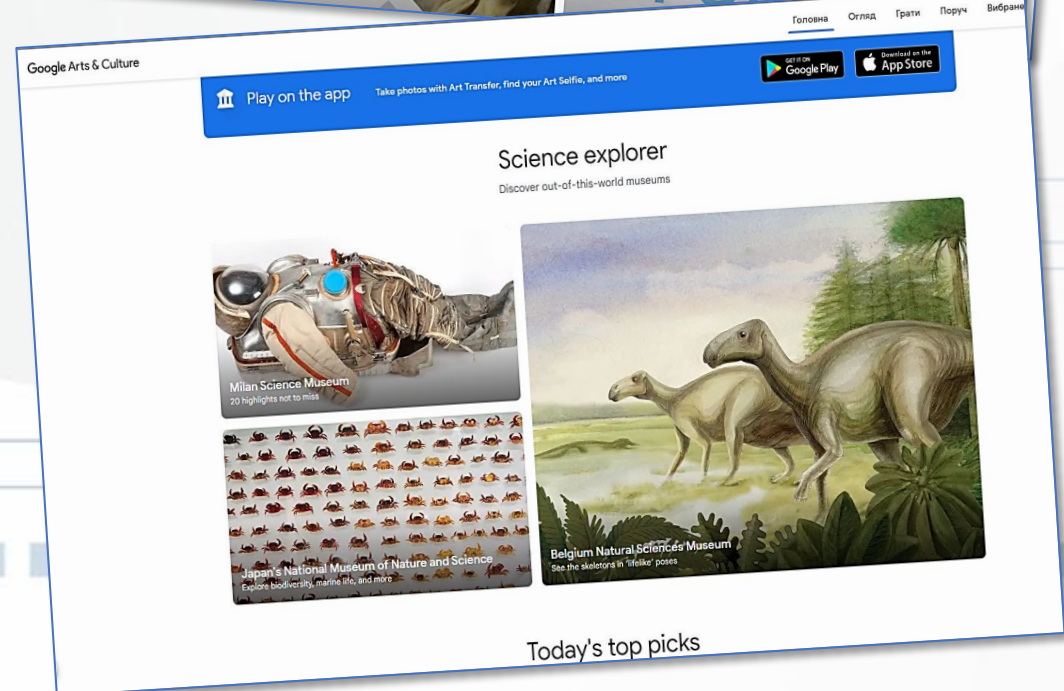 Головна Огляд Грати Поруч Вибране
Google Arts & Culture
Play on the app
Take photos with Art Transfer, find your Art Selfie, and more
GET IT ON
Google Play
Download on the
App Store
Science explorer
Discover out-of-this-world museums
Milan Science Museum
20 highlights not to miss
Japan's National Museum of Nature and Science
Explore biodiversity, marine life, and more
Belgium Natural Sciences Museum
See the skeletons in 'lifelike' poses
Today's top picks